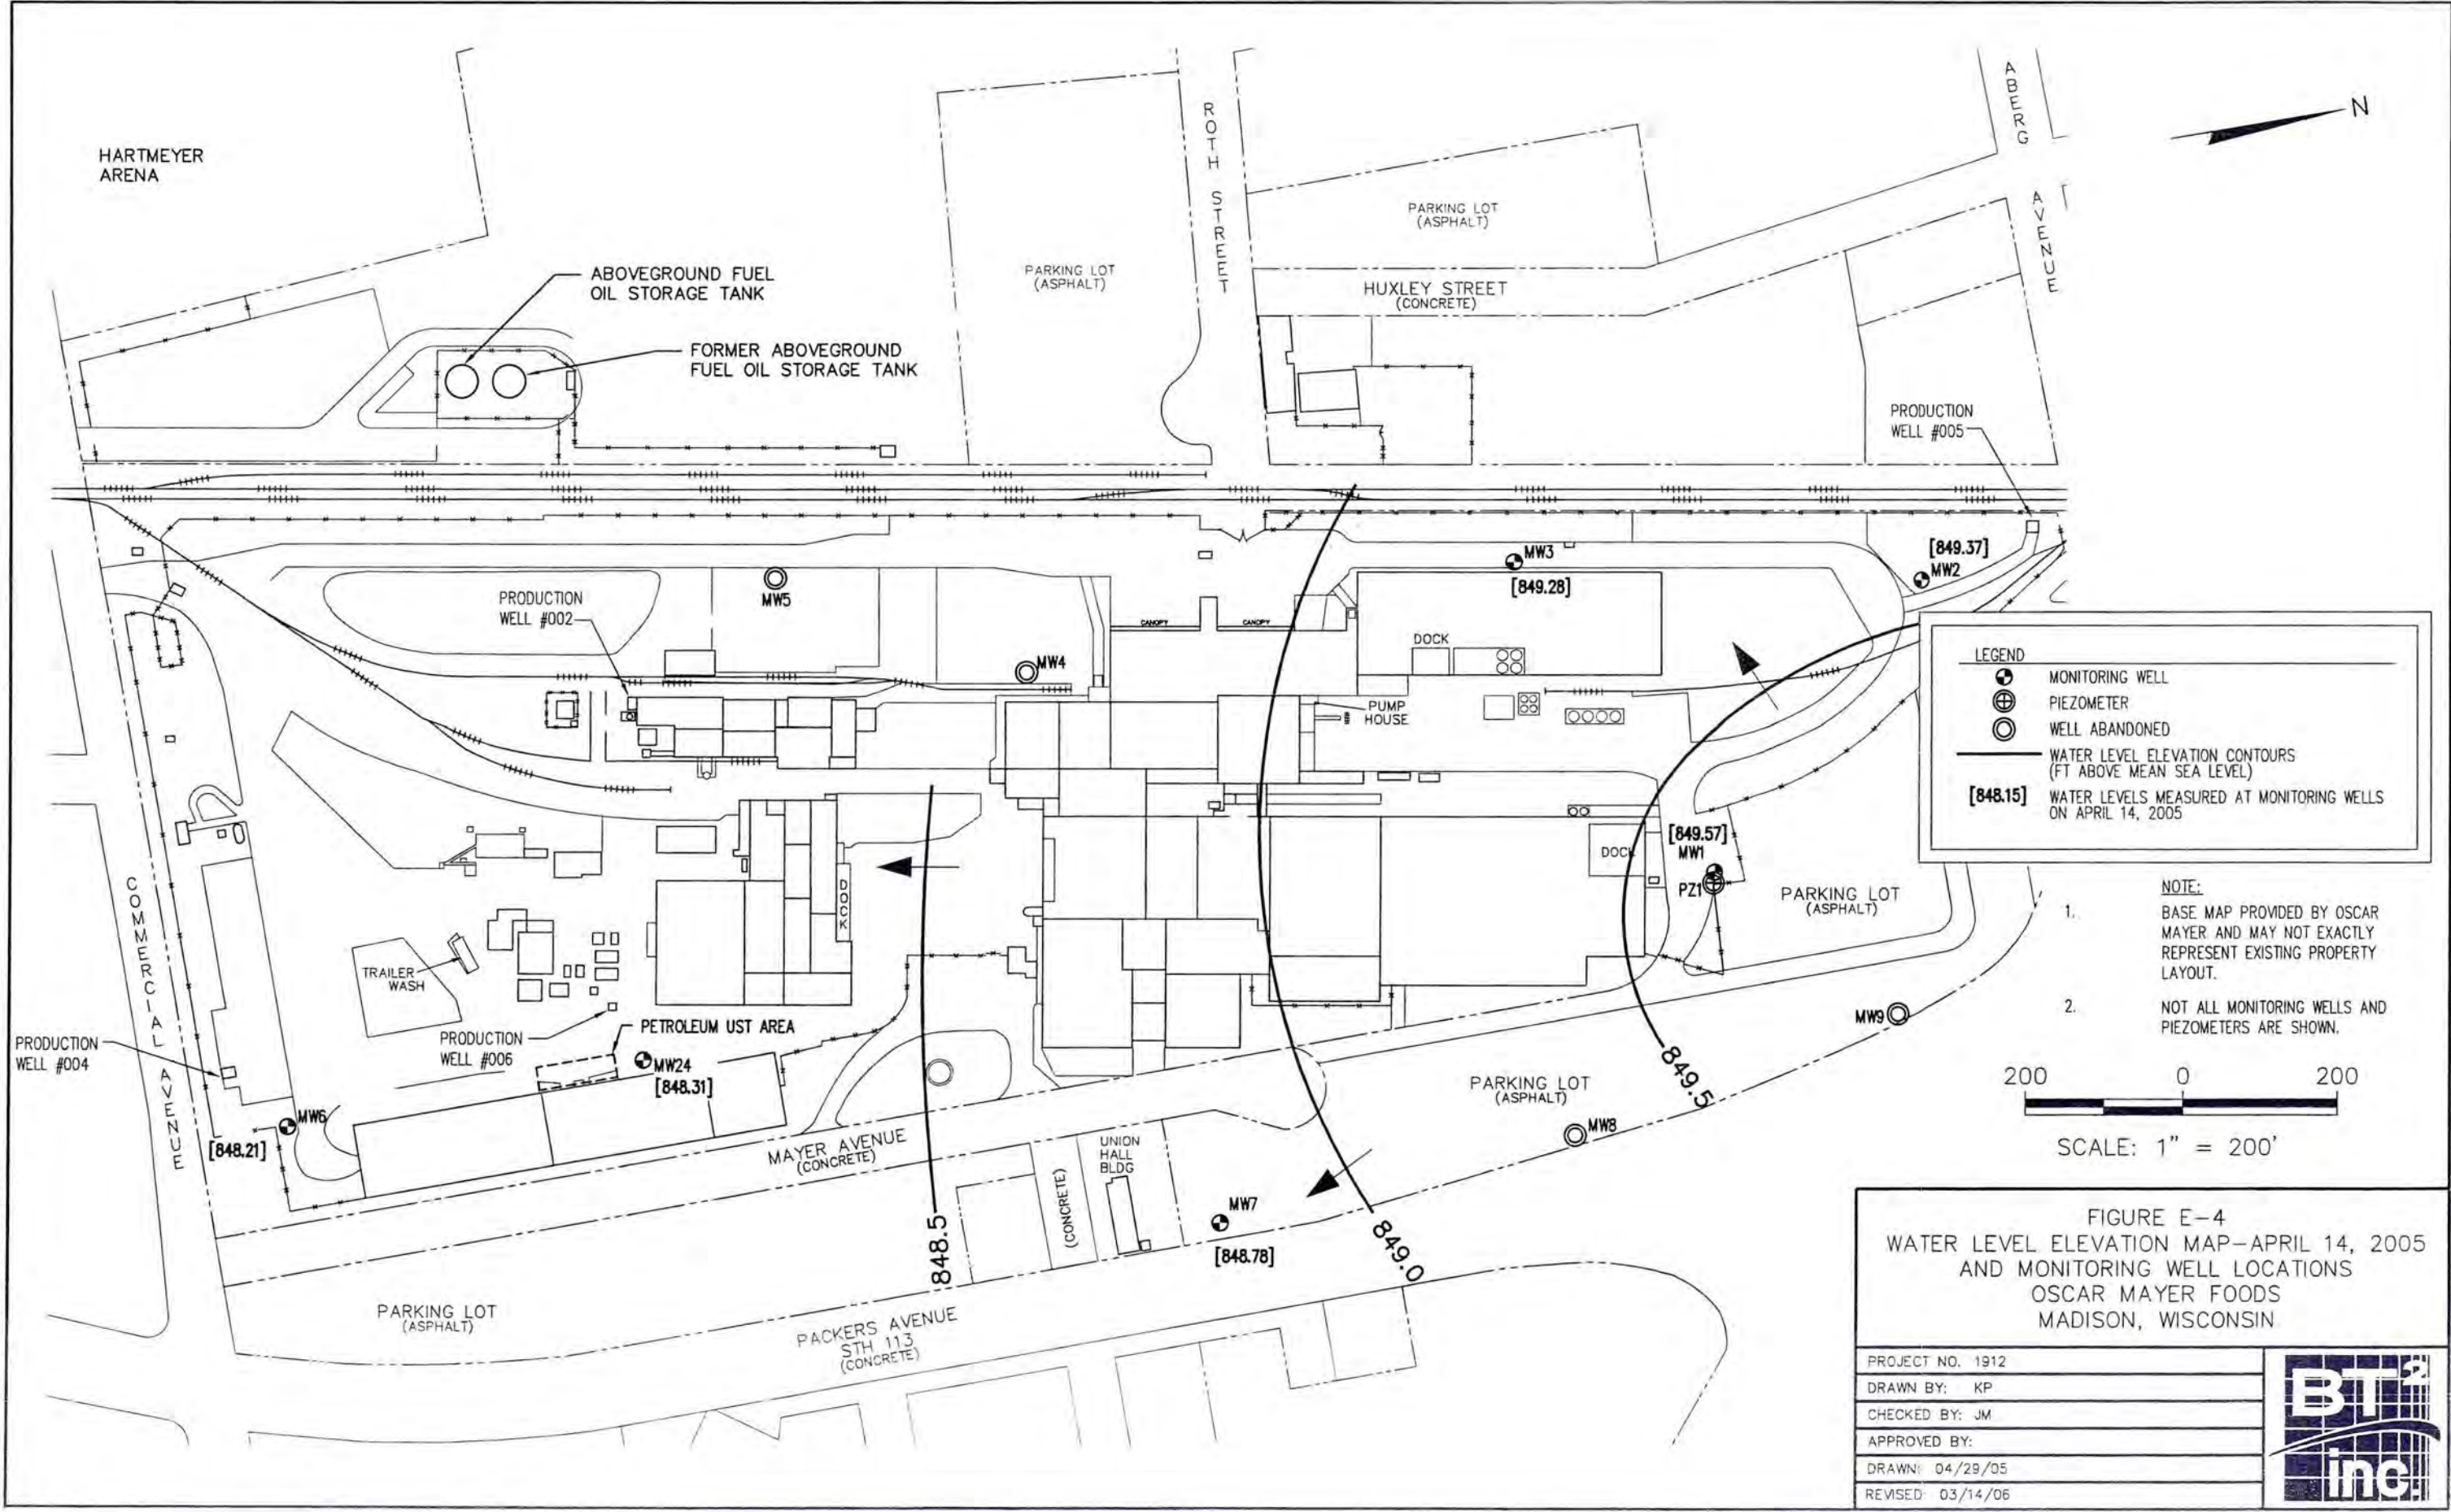 HARTMEYER
ARENA
ABOVEGROUND FUEL
OIL STORAGE TANK
FORMER ABOVEGROUND
FUEL OIL STORAGE TANK
PARKING LOT
(ASPHALT)
ROTH STREET
PARKING LOT
(ASPHALT)
HUXLEY STREET
(CONCRETE)
ABERG AVENUE
N
PRODUCTION
WELL #005
[849.37]
MW2
MW3
[849.28]
MW5
PRODUCTION
WELL #002
MW4
CANOPY
CANOPY
DOCK
PUMP
HOUSE
LEGEND
MONITORING WELL
PIEZOMETER
WELL ABANDONED
WATER LEVEL ELEVATION CONTOURS
(FT ABOVE MEAN SEA LEVEL)
[848.15] WATER LEVELS MEASURED AT MONITORING WELLS
ON APRIL 14, 2005
[849.57]
MW1
PZ1
DOCK
DOCK
PARKING LOT
(ASPHALT)
NOTE:
1. BASE MAP PROVIDED BY OSCAR
MAYER AND MAY NOT EXACTLY
REPRESENT EXISTING PROPERTY
LAYOUT.
2. NOT ALL MONITORING WELLS AND
PIEZOMETERS ARE SHOWN.
COMMERCIAL AVENUE
TRAILER
WASH
PRODUCTION
WELL #004
PRODUCTION
WELL #006
PETROLEUM UST AREA
MW24
[848.31]
MW6
[848.21]
MW9
MW8
PARKING LOT
(ASPHALT)
849.5
MAYER AVENUE
(CONCRETE)
(CONCRETE)
UNION
HALL
BLDG
MW7
[848.78]
848.5
849.0
PARKING LOT
(ASPHALT)
PACKERS AVENUE
STH 113
(CONCRETE)
200 0 200
SCALE: 1" = 200'
FIGURE E-4
WATER LEVEL ELEVATION MAP-APRIL 14, 2005
AND MONITORING WELL LOCATIONS
OSCAR MAYER FOODS
MADISON, WISCONSIN
PROJECT NO. 1912
DRAWN BY: KP
CHECKED BY: JM
APPROVED BY:
DRAWN: 04/29/05
REVISED: 03/14/06
BT2
inc.